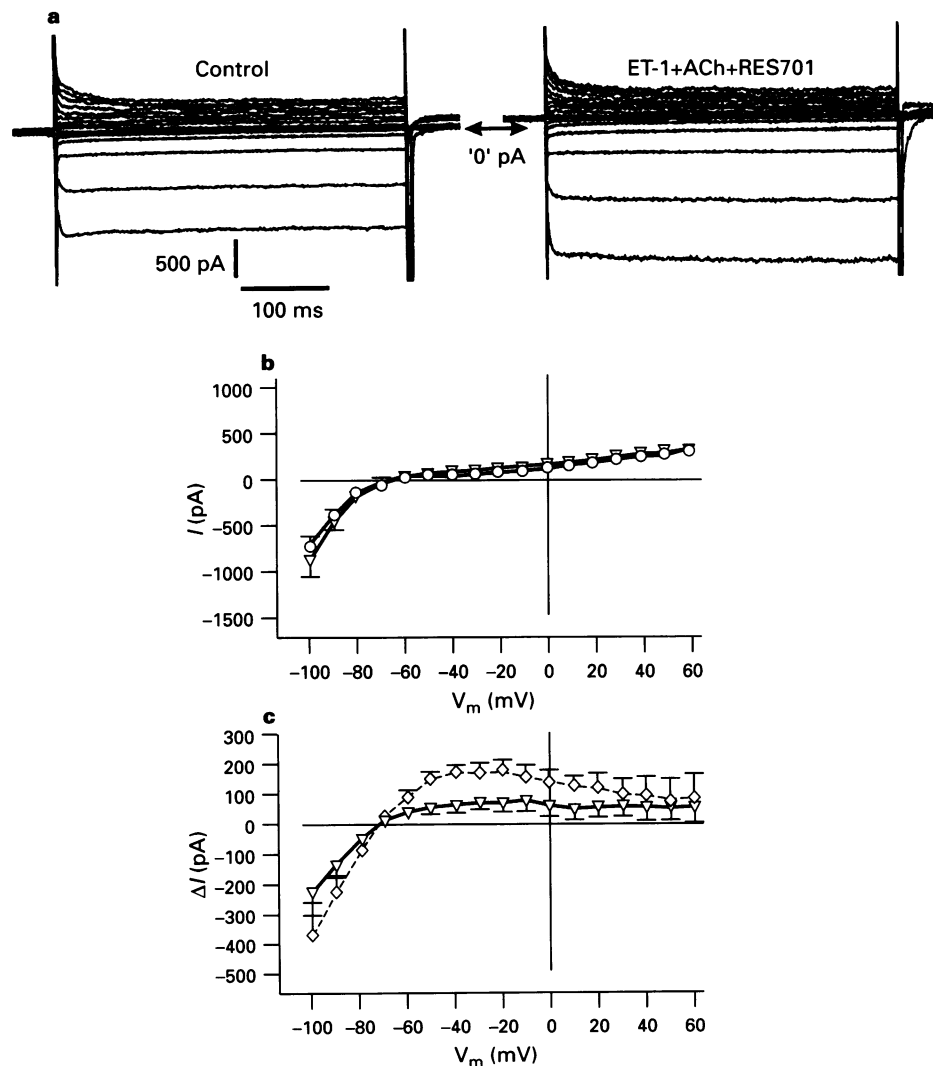 a
Control
ET-1+ACh+RES701
'0' pA
500 pA
100 ms
b
1000
500
0
−500
−1000
−1500
I (pA)
−100 −80 −60 −40 −20 0 20 40 60
Vm (mV)
c
300
200
100
0
−100
−200
−300
−400
−500
ΔI (pA)
−100 −80 −60 −40 −20 0 20 40 60
Vm (mV)